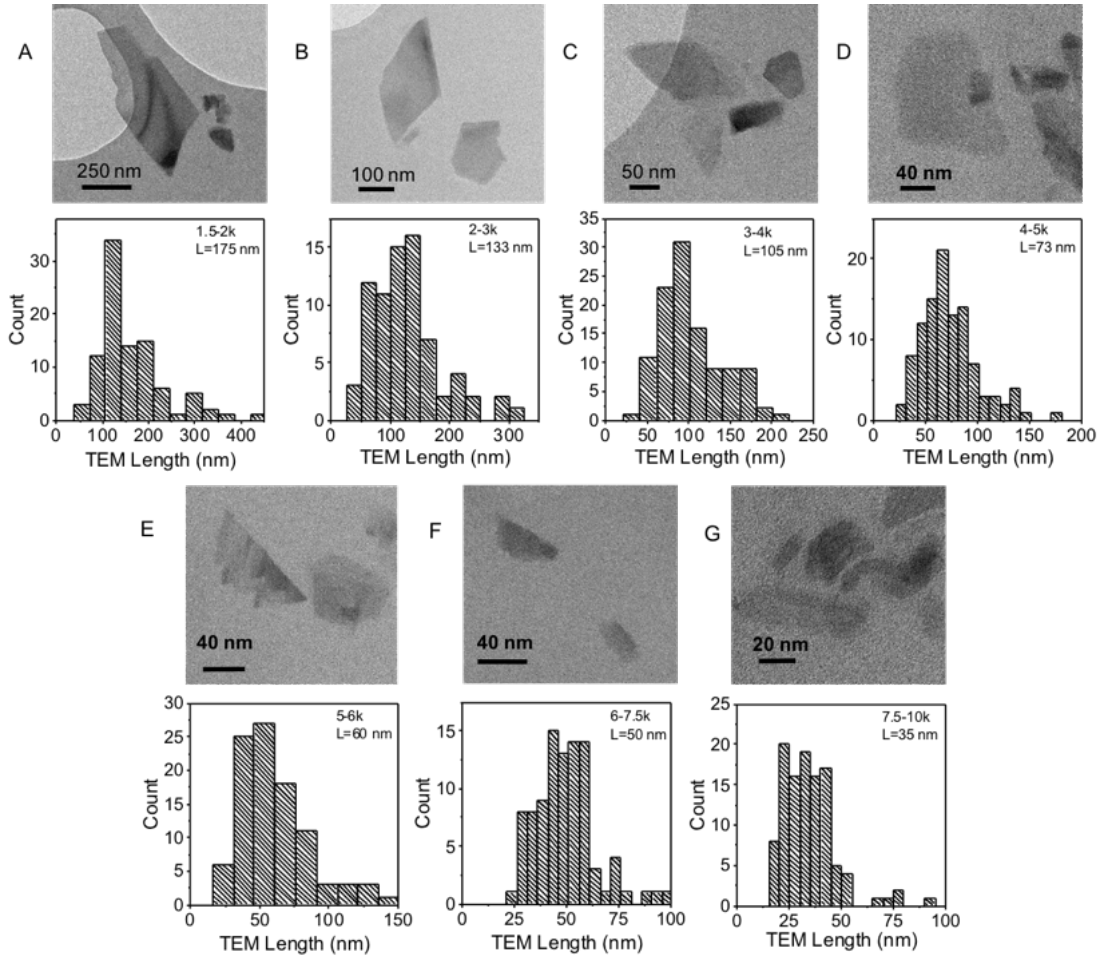 A
250 nm
B
100 nm
C
50 nm
D
40 nm
1.5-2k
L=175 nm
30
20
10
0
0 100 200 300 400
Count
TEM Length (nm)
2-3k
L=133 nm
15
10
5
0
0 100 200 300
Count
TEM Length (nm)
3-4k
L=105 nm
35
30
25
20
15
10
5
0
0 50 100 150 200 250
Count
TEM Length (nm)
4-5k
L=73 nm
20
10
0
0 50 100 150 200
Count
TEM Length (nm)
E
40 nm
F
40 nm
G
20 nm
5-6k
L=60 nm
30
25
20
15
10
5
0
50 100 150
Count
TEM Length (nm)
6-7.5k
L=50 nm
15
10
5
0
0 25 50 75 100
Count
TEM Length (nm)
7.5-10k
L=35 nm
25
20
15
10
5
0
0 25 50 75 100
Count
TEM Length (nm)